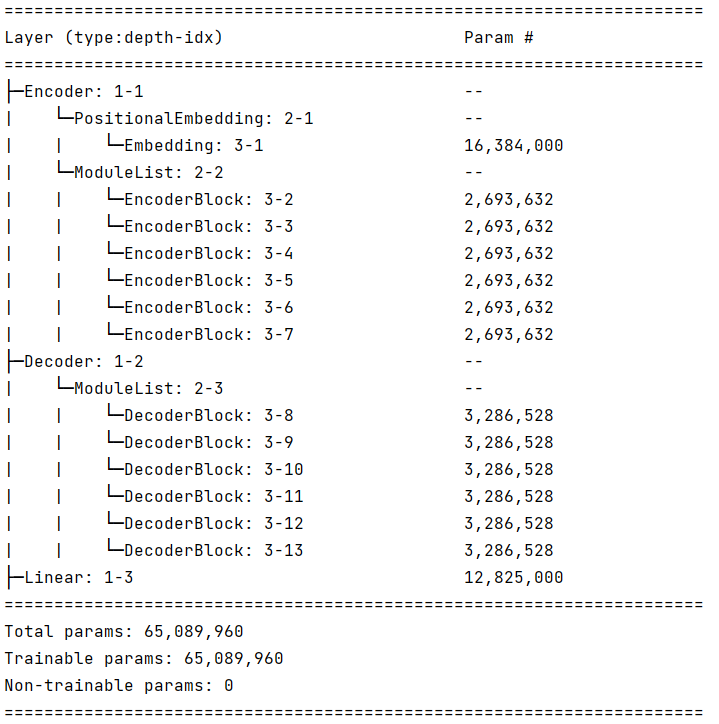 ======================================================================
Layer (type:depth-idx)                        Param #
======================================================================
├─Encoder: 1-1                                --
|    └─PositionalEmbedding: 2-1               --
|    |    └─Embedding: 3-1                    16,384,000
|    └─ModuleList: 2-2                        --
|    |    └─EncoderBlock: 3-2                 2,693,632
|    |    └─EncoderBlock: 3-3                 2,693,632
|    |    └─EncoderBlock: 3-4                 2,693,632
|    |    └─EncoderBlock: 3-5                 2,693,632
|    |    └─EncoderBlock: 3-6                 2,693,632
|    |    └─EncoderBlock: 3-7                 2,693,632
├─Decoder: 1-2                                --
|    └─ModuleList: 2-3                        --
|    |    └─DecoderBlock: 3-8                 3,286,528
|    |    └─DecoderBlock: 3-9                 3,286,528
|    |    └─DecoderBlock: 3-10                3,286,528
|    |    └─DecoderBlock: 3-11                3,286,528
|    |    └─DecoderBlock: 3-12                3,286,528
|    |    └─DecoderBlock: 3-13                3,286,528
├─Linear: 1-3                                 12,825,000
======================================================================
Total params: 65,089,960
Trainable params: 65,089,960
Non-trainable params: 0
======================================================================